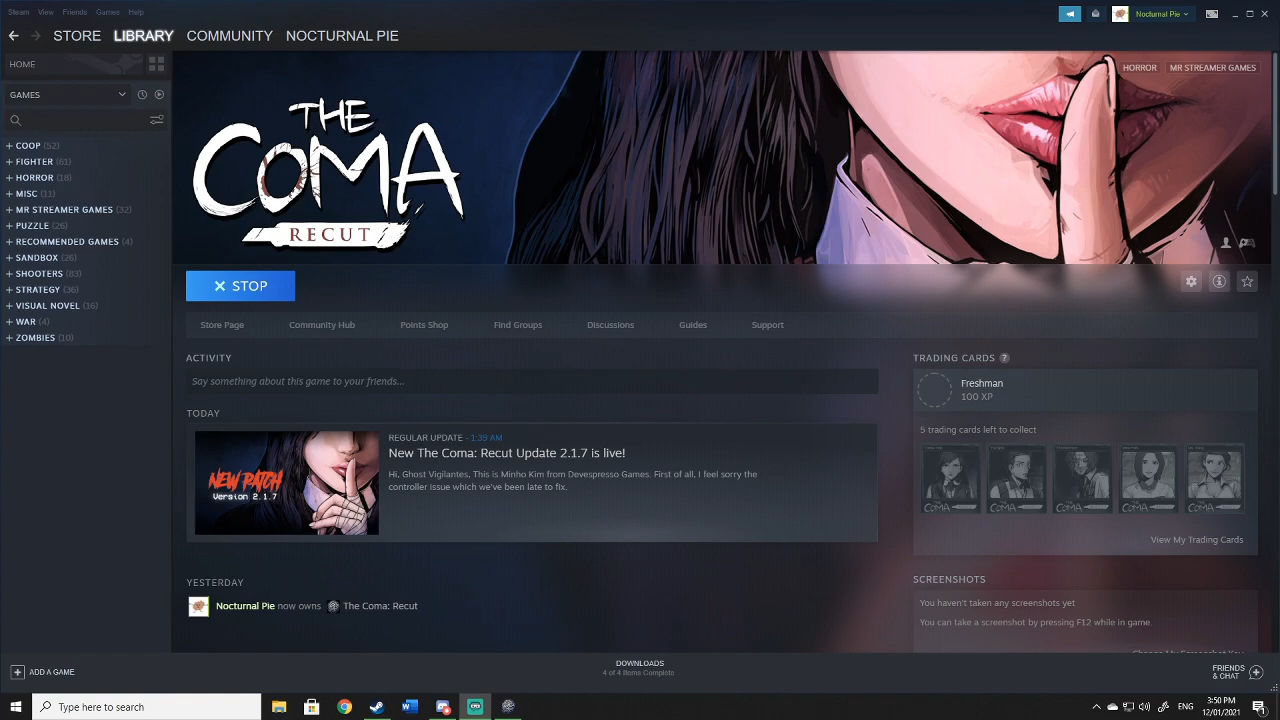 Steam View Friends Games Help
Nocturnal Pie
STORE LIBRARY COMMUNITY NOCTURNAL PIE
HOME
GAMES
COOP (52)
FIGHTER (61)
HORROR (18)
MISC (11)
MR STREAMER GAMES (32)
PUZZLE (26)
RECOMMENDED GAMES (4)
SANDBOX (26)
SHOOTERS (83)
STRATEGY (36)
VISUAL NOVEL (16)
WAR (4)
ZOMBIES (10)
HORROR MR STREAMER GAMES
THE
COMA
RECUT
STOP
Store Page Community Hub Points Shop Find Groups Discussions Guides Support
ACTIVITY
Say something about this game to your friends...
TODAY
NEW PATCH
Version 2.1.7
REGULAR UPDATE - 1:39 AM
New The Coma: Recut Update 2.1.7 is live!
Hi, Ghost Vigilantes, This is Minho Kim from Devespresso Games. First of all, I feel sorry the
controller issue which we've been late to fix.
YESTERDAY
Nocturnal Pie now owns The Coma: Recut
TRADING CARDS ?
Freshman
100 XP
5 trading cards left to collect
COMA COMA COMA COMA COMA
View My Trading Cards
SCREENSHOTS
You haven't taken any screenshots yet
You can take a screenshot by pressing F12 while in game.
ADD A GAME
DOWNLOADS
4 of 4 Items Complete
FRIENDS
& CHAT
Type here to search
3:50 PM
12/01/2021